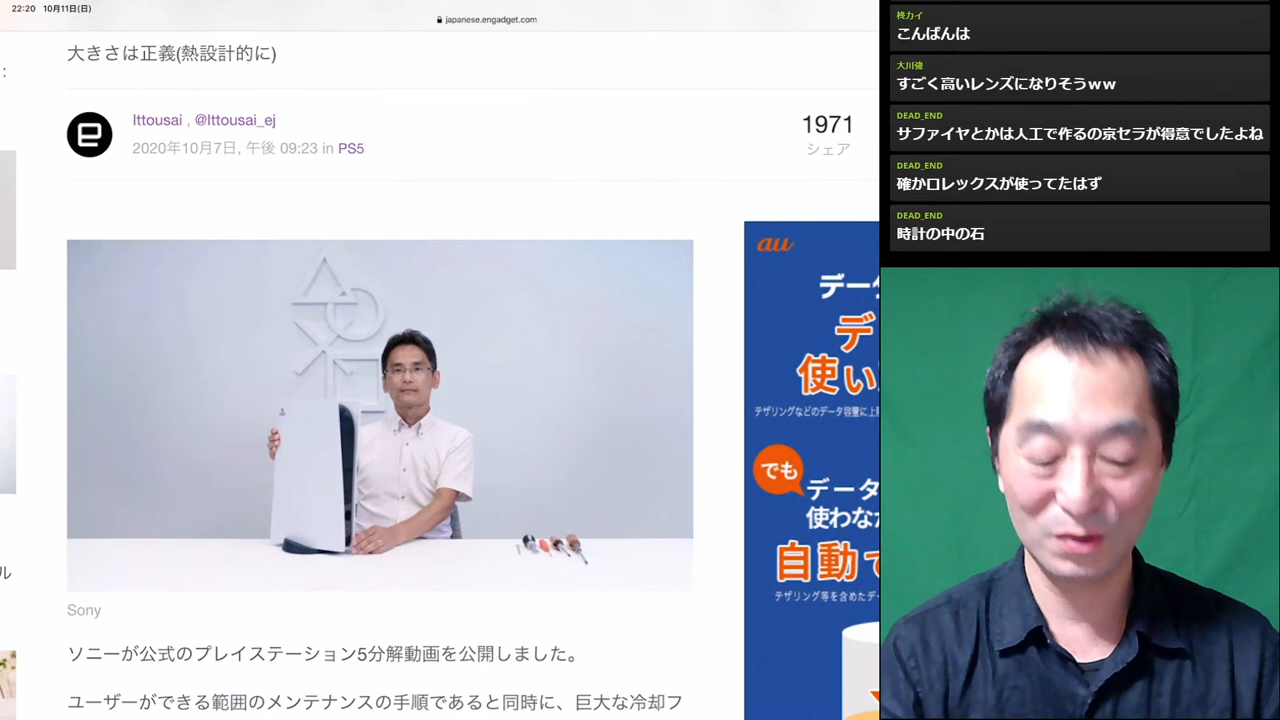 22:20 10月11日(日)
japanese.engadget.com
大きさは正義(熱設計的に)
:
Ittousai , @Ittousai_ej
2020年10月7日, 午後 09:23 in PS5
1971
シェア
au
デー
デ
使い
テザリングなどのデータ容量に上
でも
データ
使わな
自動で
テザリング等を含めたデー
ル
Sony
ソニーが公式のプレイステーション5分解動画を公開しました。
ユーザーができる範囲のメンテナンスの手順であると同時に、巨大な冷却フ
柊カイ
こんばんは
大川強
すごく高いレンズになりそうｗｗ
DEAD_END
サファイヤとかは人工で作るの京セラが得意でしたよね
DEAD_END
確かロレックスが使ってたはず
DEAD_END
時計の中の石